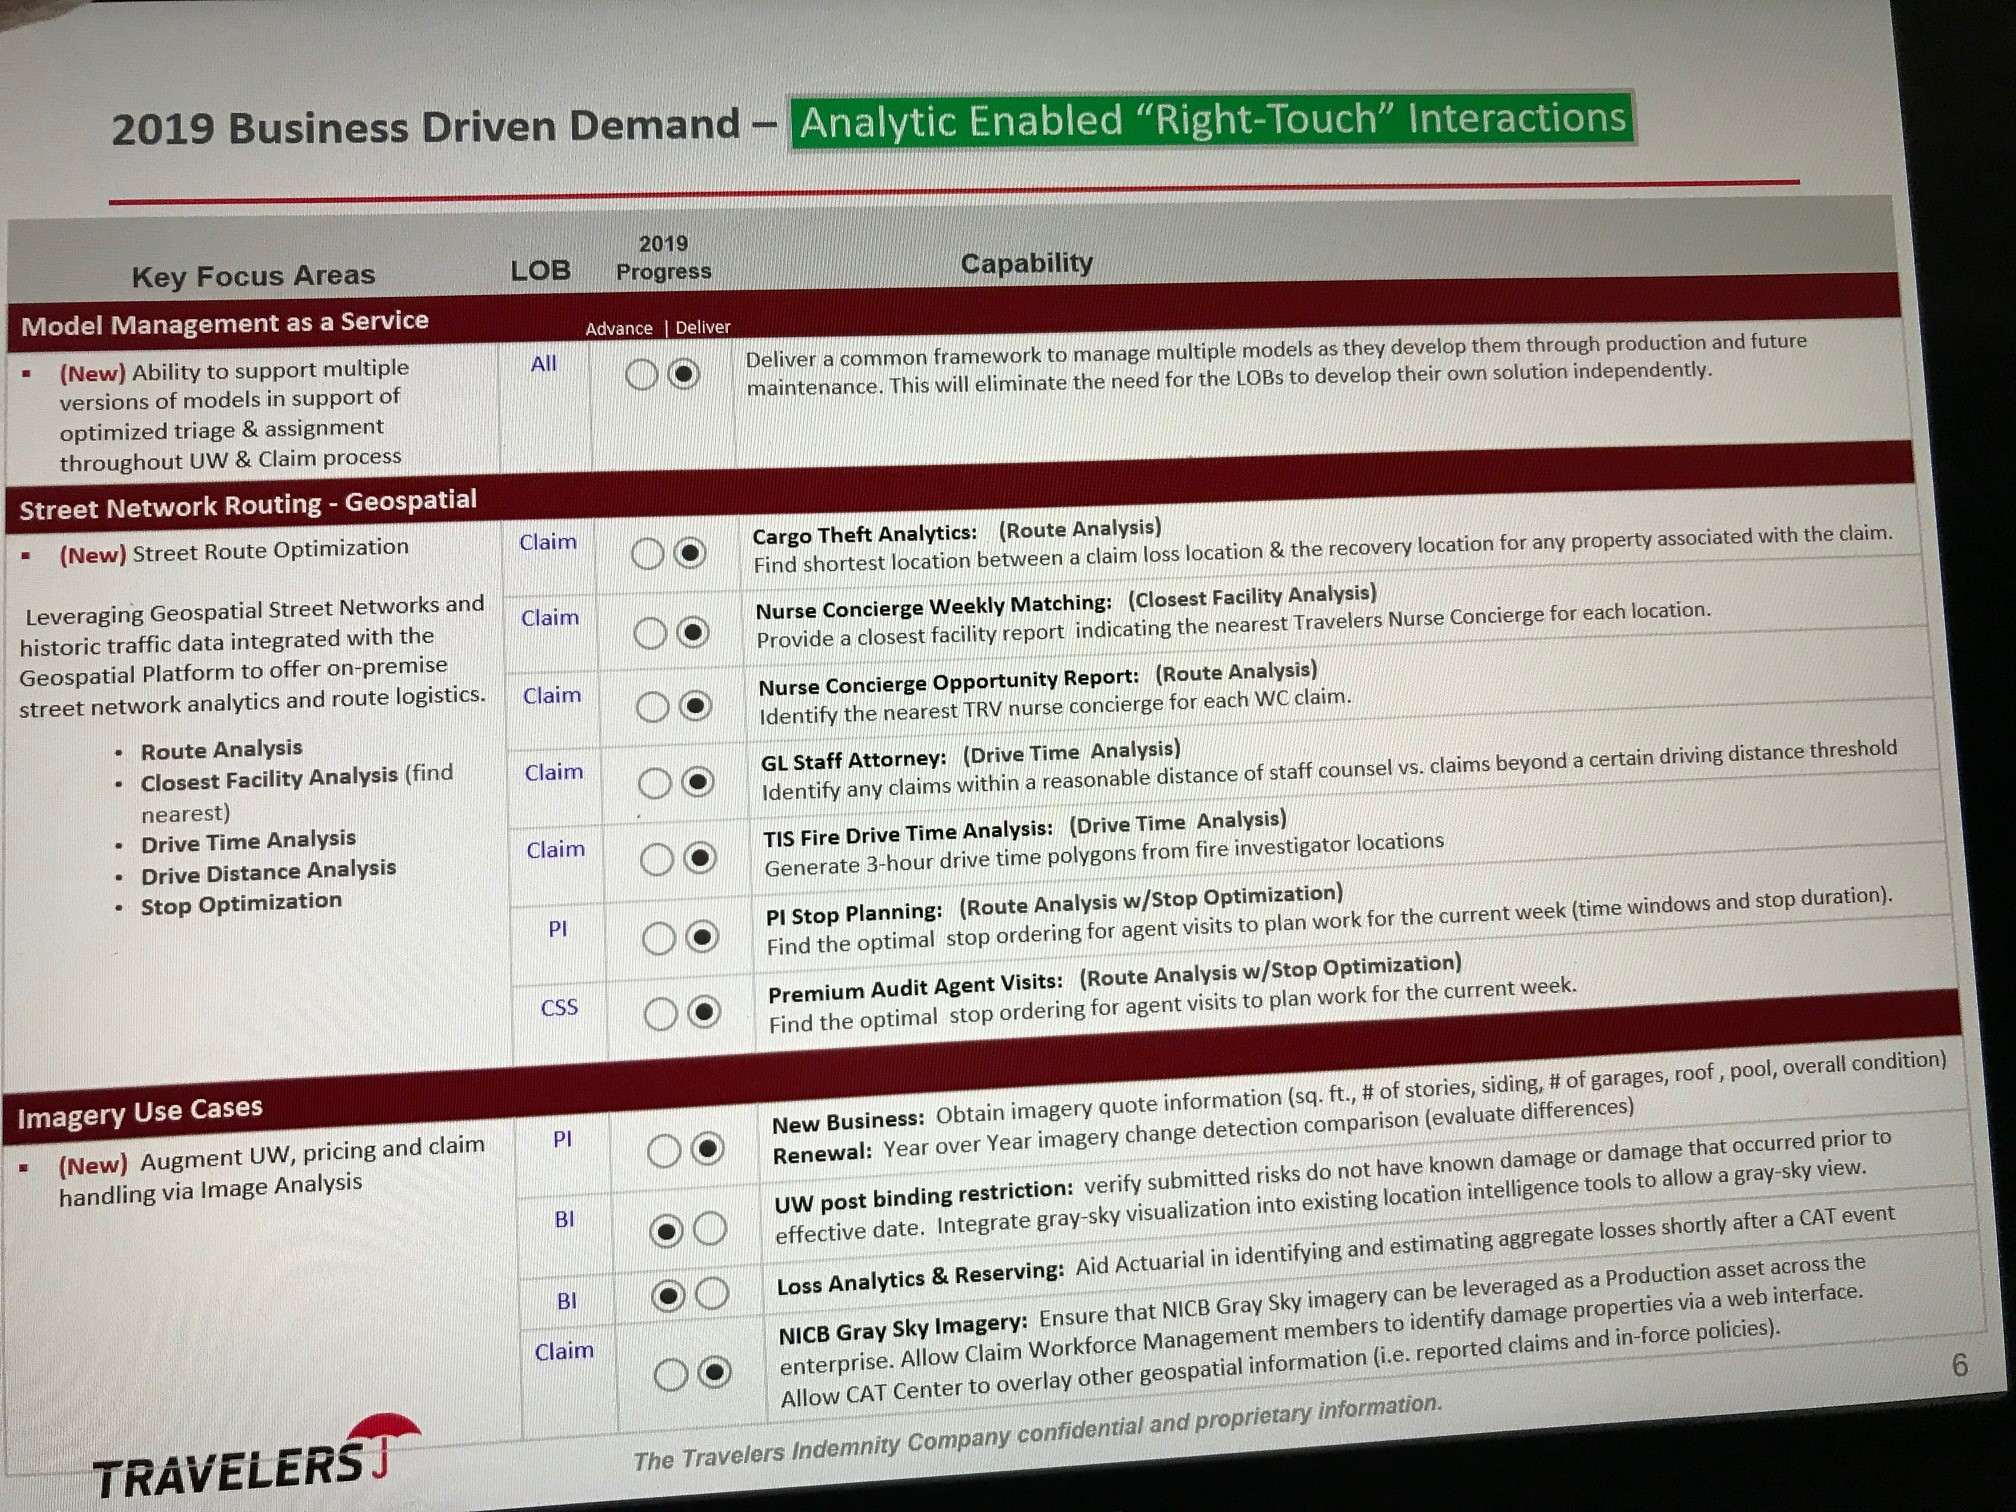 2019 Business Driven Demand – Analytic Enabled “Right-Touch” Interactions
Key Focus Areas
LOB
2019
Progress
Capability
Model Management as a Service
Advance | Deliver
▪ (New) Ability to support multiple
versions of models in support of
optimized triage & assignment
throughout UW & Claim process
All
Deliver a common framework to manage multiple models as they develop them through production and future
maintenance. This will eliminate the need for the LOBs to develop their own solution independently.
Street Network Routing - Geospatial
▪ (New) Street Route Optimization
Leveraging Geospatial Street Networks and
historic traffic data integrated with the
Geospatial Platform to offer on-premise
street network analytics and route logistics.
• Route Analysis
• Closest Facility Analysis (find
nearest)
• Drive Time Analysis
• Drive Distance Analysis
• Stop Optimization
Claim
Cargo Theft Analytics: (Route Analysis)
Find shortest location between a claim loss location & the recovery location for any property associated with the claim.
Claim
Nurse Concierge Weekly Matching: (Closest Facility Analysis)
Provide a closest facility report indicating the nearest Travelers Nurse Concierge for each location.
Claim
Nurse Concierge Opportunity Report: (Route Analysis)
Identify the nearest TRV nurse concierge for each WC claim.
Claim
GL Staff Attorney: (Drive Time Analysis)
Identify any claims within a reasonable distance of staff counsel vs. claims beyond a certain driving distance threshold
Claim
TIS Fire Drive Time Analysis: (Drive Time Analysis)
Generate 3-hour drive time polygons from fire investigator locations
PI
PI Stop Planning: (Route Analysis w/Stop Optimization)
Find the optimal stop ordering for agent visits to plan work for the current week (time windows and stop duration).
CSS
Premium Audit Agent Visits: (Route Analysis w/Stop Optimization)
Find the optimal stop ordering for agent visits to plan work for the current week.
Imagery Use Cases
▪ (New) Augment UW, pricing and claim
handling via Image Analysis
PI
New Business: Obtain imagery quote information (sq. ft., # of stories, siding, # of garages, roof , pool, overall condition)
Renewal: Year over Year imagery change detection comparison (evaluate differences)
BI
UW post binding restriction: verify submitted risks do not have known damage or damage that occurred prior to
effective date. Integrate gray-sky visualization into existing location intelligence tools to allow a gray-sky view.
BI
Loss Analytics & Reserving: Aid Actuarial in identifying and estimating aggregate losses shortly after a CAT event
Claim
NICB Gray Sky Imagery: Ensure that NICB Gray Sky imagery can be leveraged as a Production asset across the
enterprise. Allow Claim Workforce Management members to identify damage properties via a web interface.
Allow CAT Center to overlay other geospatial information (i.e. reported claims and in-force policies).
6
TRAVELERS
The Travelers Indemnity Company confidential and proprietary information.